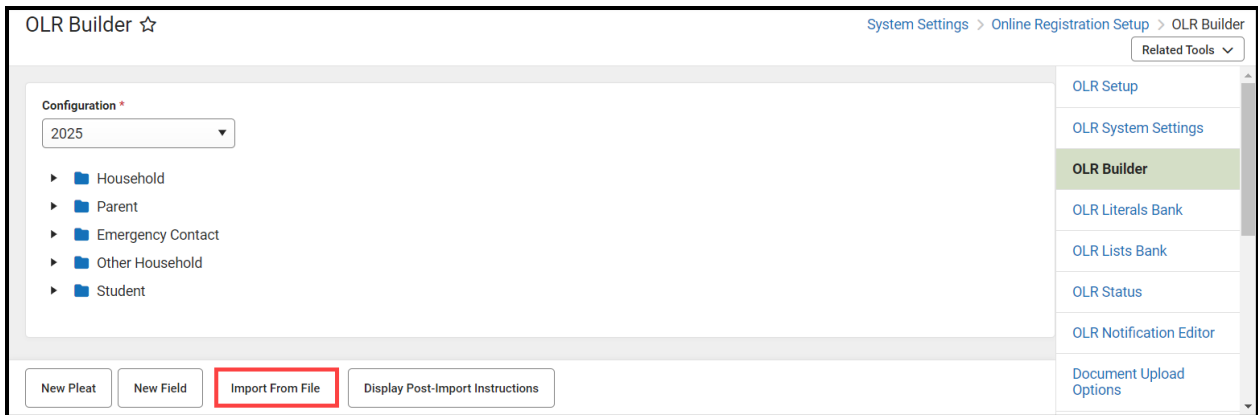 OLR Builder
System Settings > Online Registration Setup > OLR Builder
Related Tools
Configuration *
2025
Household
Parent
Emergency Contact
Other Household
Student
OLR Setup
OLR System Settings
OLR Builder
OLR Literals Bank
OLR Lists Bank
OLR Status
OLR Notification Editor
Document Upload
Options
New Pleat
New Field
Import From File
Display Post-Import Instructions